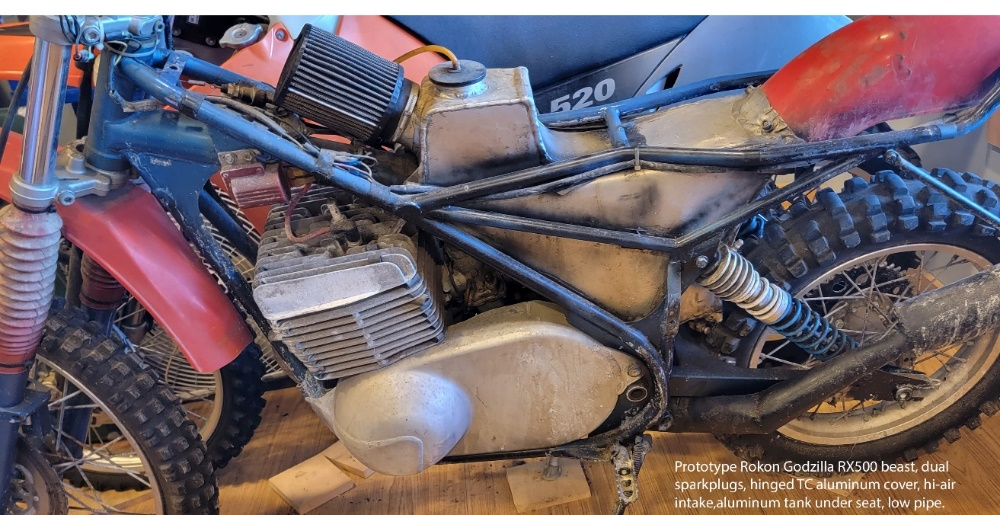 520
Prototype Rokon Godzilla RX500 beast, dual
sparkplugs, hinged TC aluminum cover, hi-air
intake,aluminum tank under seat, low pipe.